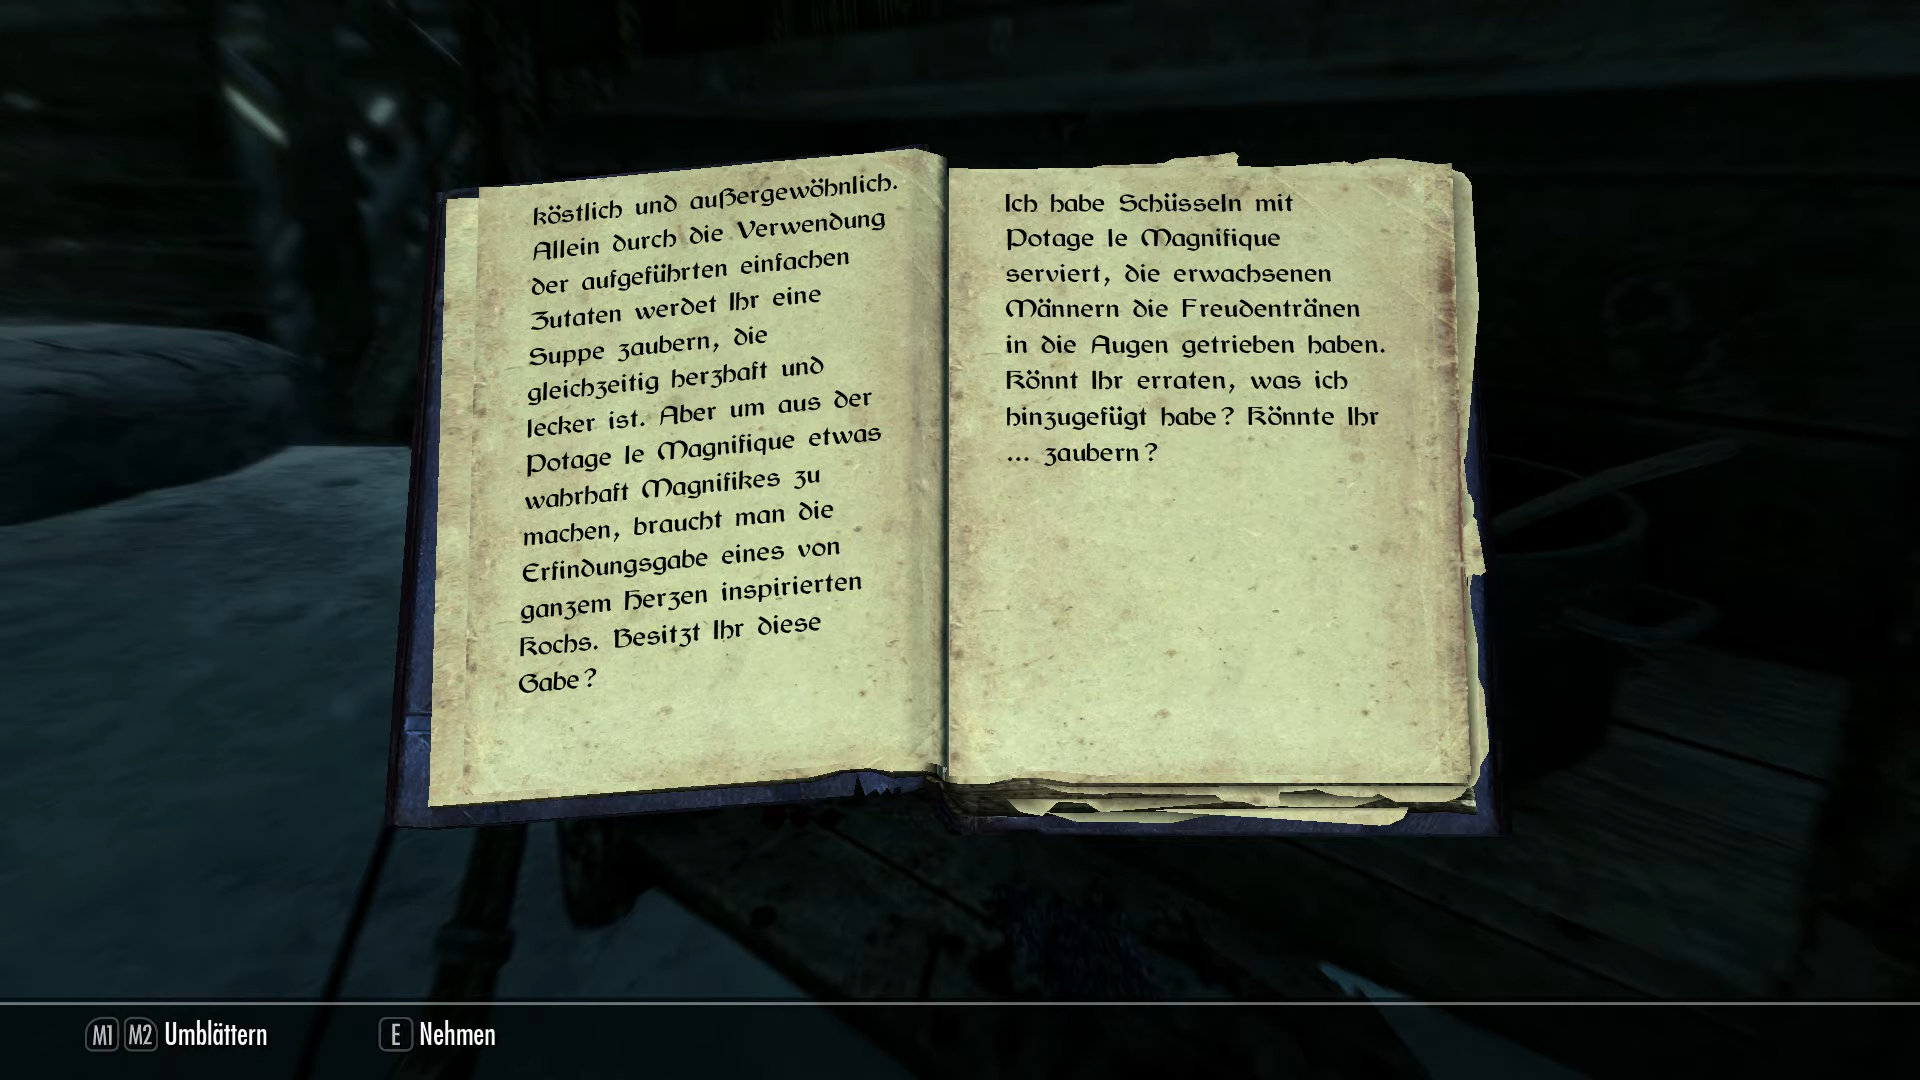 köstlich und außergewöhnlich.
Allein durch die Verwendung
der aufgeführten einfachen
Zutaten werdet Ihr eine
Suppe zaubern, die
gleichzeitig herzhaft und
lecker ist. Aber um aus der
Potage le Magnifique etwas
wahrhaft Magnifikes zu
machen, braucht man die
Erfindungsgabe eines von
ganzem Herzen inspirierten
Kochs. Besitzt Ihr diese
Gabe?
Ich habe Schüsseln mit
Potage le Magnifique
serviert, die erwachsenen
Männern die Freudentränen
in die Augen getrieben haben.
Könnt Ihr erraten, was ich
hinzugefügt habe? Könnte Ihr
... zaubern?
M1 M2 Umblättern
E Nehmen